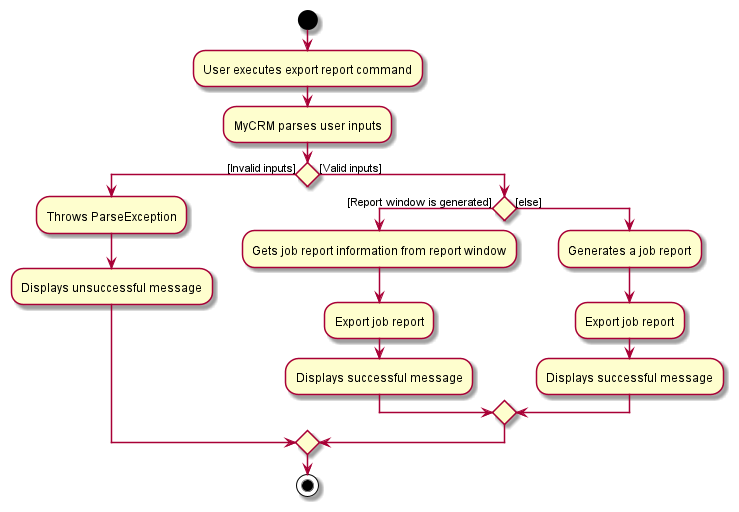 User executes export report command
MyCRM parses user inputs
[Invalid inputs]
[Valid inputs]
Throws ParseException
Displays unsuccessful message
[Report window is generated]
[else]
Gets job report information from report window
Export job report
Displays successful message
Generates a job report
Export job report
Displays successful message